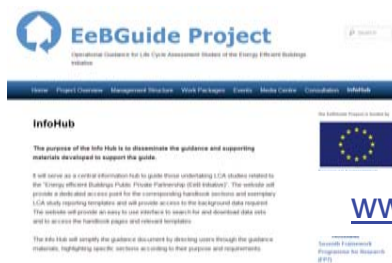 EeBGuide Project
Operational Guidance for Life Cycle Assessment Studies of the Energy Efficient Buildings
Initiative
Search
Home Project Overview Management Structure Work Packages Events Media Centre Consultation InfoHub
InfoHub
The EeBGuide Project is funded by
The purpose of the Info Hub is to disseminate the guidance and supporting
materials developed to support the guide.
It will serve as a central information hub to guide those undertaking LCA studies related to
the "Energy efficient Buildings Public Private Partnership (EeB Initiative)". The website will
provide a dedicated access point for the corresponding handbook sections and exemplary
LCA study reporting templates and will provide access to the background data required.
The website will provide an easy to use interface to search for and download data sets
and to access the handbook pages and relevant templates.
ww
The Info Hub will simplify the guidance document by directing users through the guidance
materials, highlighting specific sections according to their purpose and requirements.
Seventh Framework
Programme for Research
(FP7)